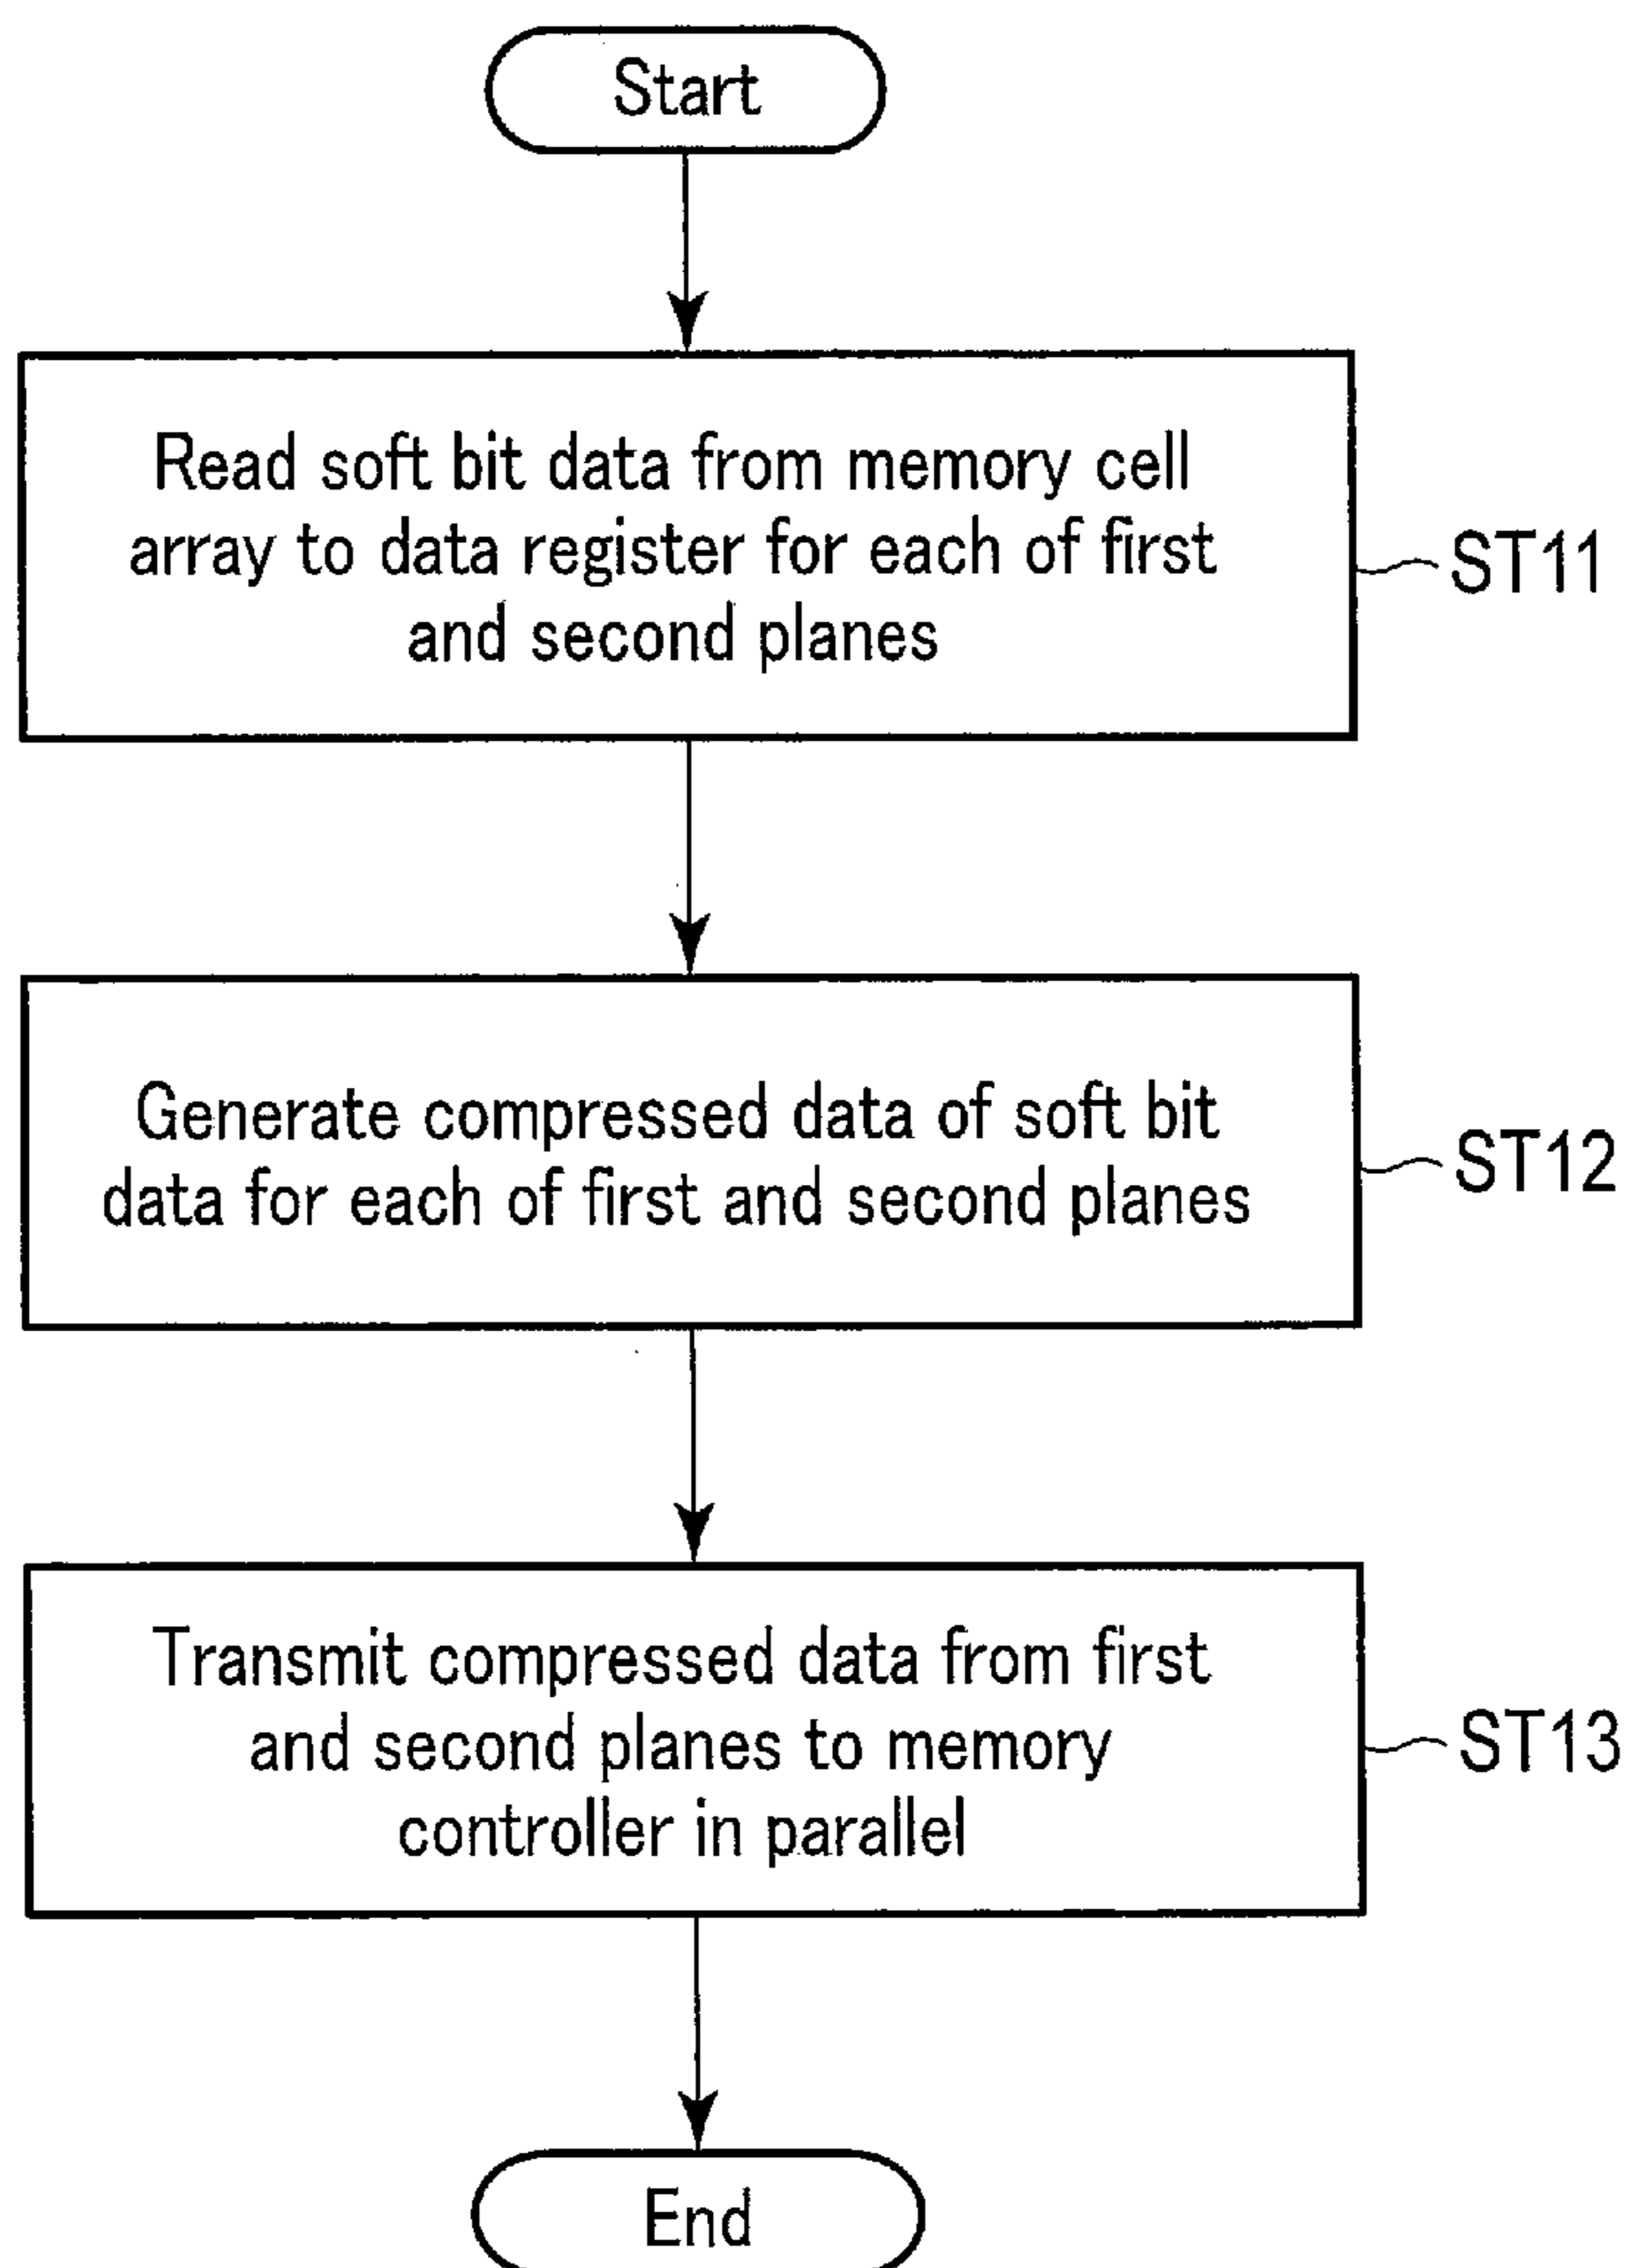 Start
Read soft bit data from memory cell
array to data register for each of first
and second planes
ST11
Generate compressed data of soft bit
data for each of first and second planes
ST12
Transmit compressed data from first
and second planes to memory
controller in parallel
ST13
End